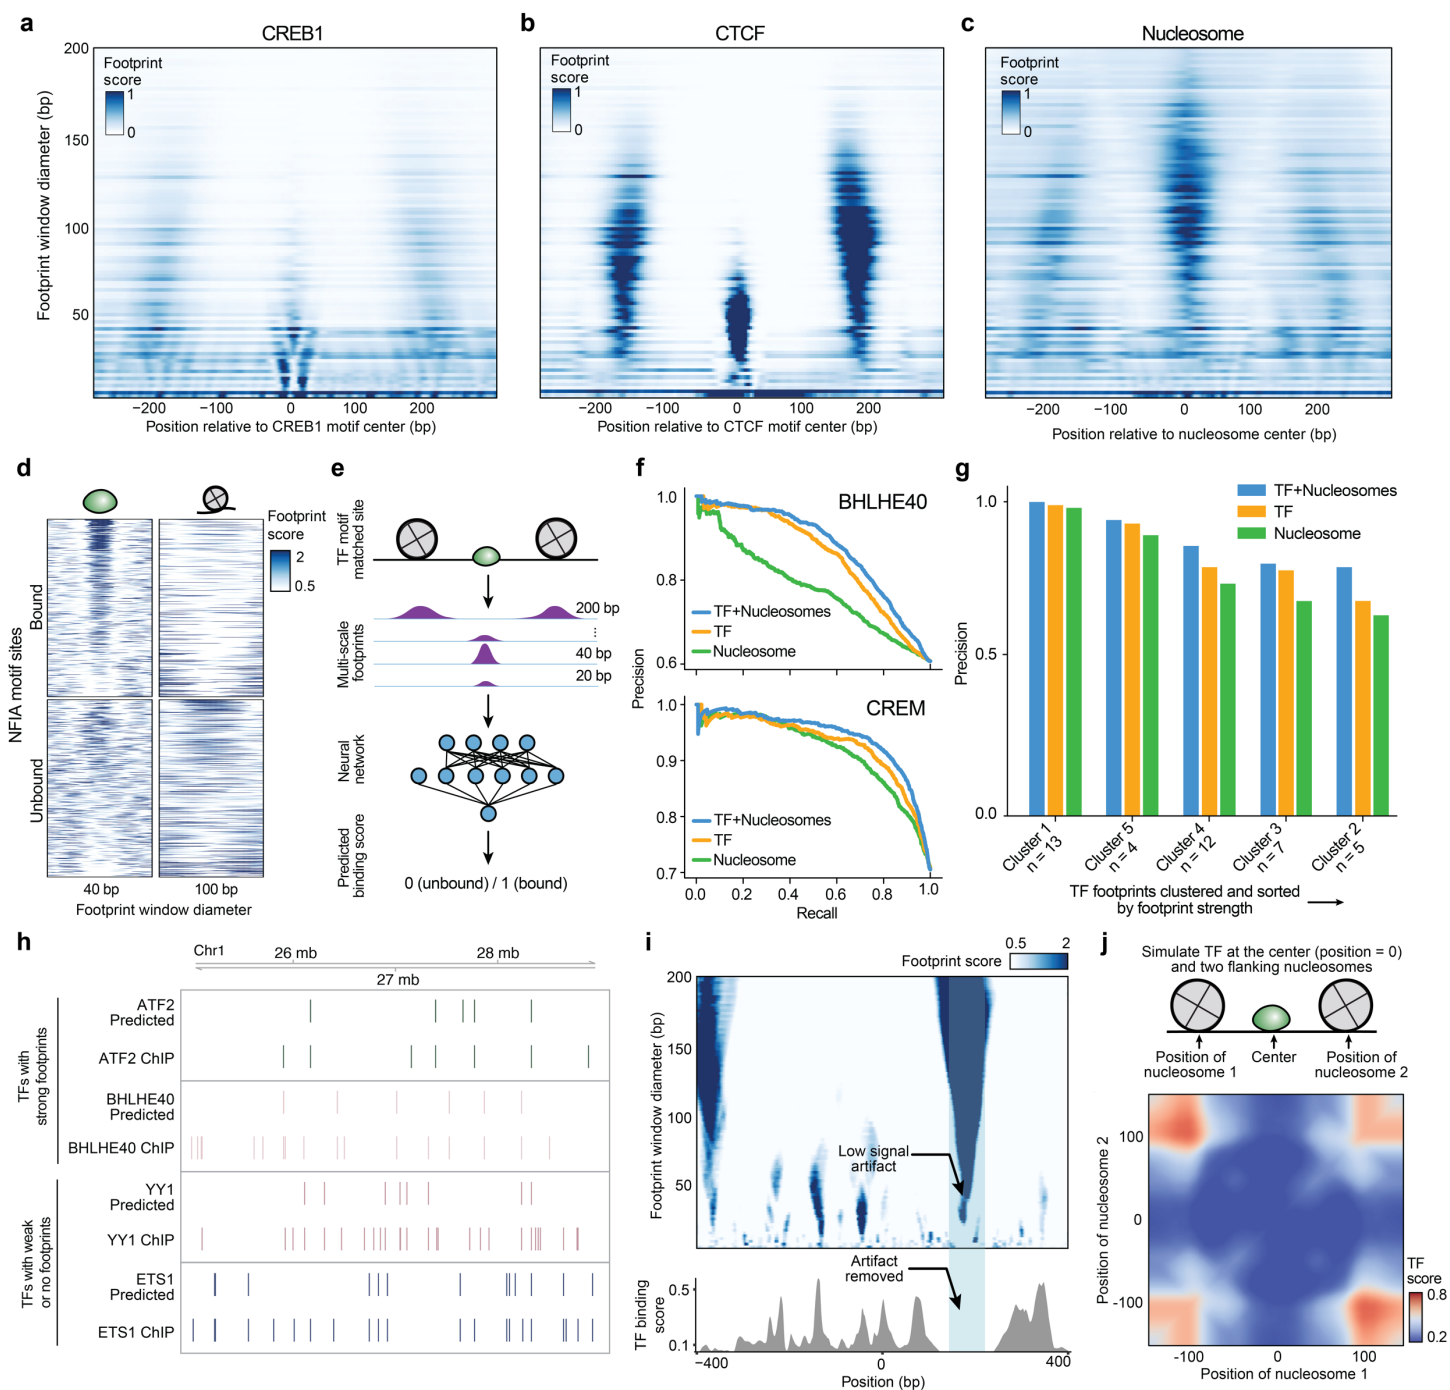 a
CREB1
Footprint
score
1
0
Footprint window diameter (bp)
200
150
100
50
−200
−100
0
100
200
Position relative to CREB1 motif center (bp)
b
CTCF
Footprint
score
1
0
−200
−100
0
100
200
Position relative to CTCF motif center (bp)
c
Nucleosome
Footprint
score
1
0
−200
−100
0
100
200
Position relative to nucleosome center (bp)
d
Footprint
score
2
0.5
NFIA motif sites
Bound
Unbound
40 bp
100 bp
Footprint window diameter
e
TF motif
matched site
Multi-scale
footprints
200 bp
...
40 bp
20 bp
Neural
network
Predicted
binding score
0 (unbound) / 1 (bound)
f
BHLHE40
1.0
0.8
0.6
TF+Nucleosomes
TF
Nucleosome
Precision
CREM
1.0
0.9
0.8
0.7
TF+Nucleosomes
TF
Nucleosome
0.0
0.2
0.4
0.6
0.8
1.0
Recall
g
TF+Nucleosomes
TF
Nucleosome
Precision
1.0
0.5
0.0
Cluster 1
n = 13
Cluster 5
n = 4
Cluster 4
n = 12
Cluster 3
n = 7
Cluster 2
n = 5
TF footprints clustered and sorted
by footprint strength
h
Chr1
26 mb
28 mb
27 mb
TFs with
strong footprints
ATF2
Predicted
ATF2 ChIP
BHLHE40
Predicted
BHLHE40 ChIP
TFs with weak
or no footprints
YY1
Predicted
YY1 ChIP
ETS1
Predicted
ETS1 ChIP
i
0.5
2
Footprint score
Footprint window diameter (bp)
200
150
100
50
Low signal
artifact
Artifact
removed
TF binding
score
0.5
0.1
−400
0
400
Position (bp)
j
Simulate TF at the center (position = 0)
and two flanking nucleosomes
Position of
nucleosome 1
Center
Position of
nucleosome 2
Position of nucleosome 2
100
0
-100
-100
0
100
Position of nucleosome 1
TF
score
0.8
0.2